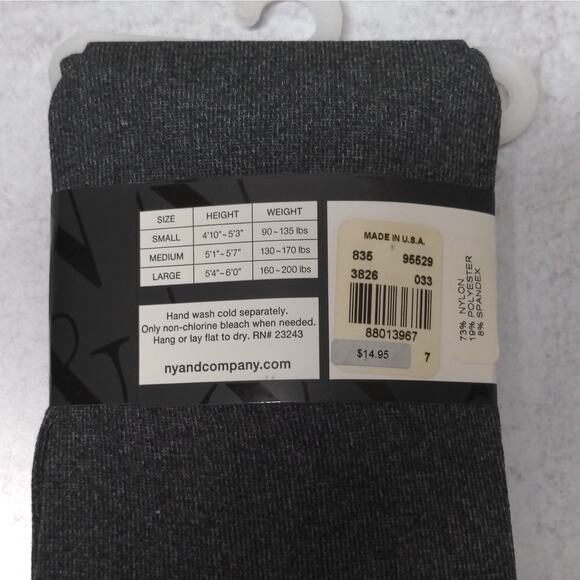 SIZE HEIGHT WEIGHT
SMALL 4'10"~5'3" 90~135 lbs
MEDIUM 5'1"~5'7" 130~170 lbs
LARGE 5'4"~6'0" 160~200 lbs
Hand wash cold separately.
Only non-chlorine bleach when needed.
Hang or lay flat to dry. RN# 23243
nyandcompany.com
MADE IN U.S.A.
835 95529
3826 033
88013967
$14.95 7
73% NYLON
19% POLYESTER
8% SPANDEX